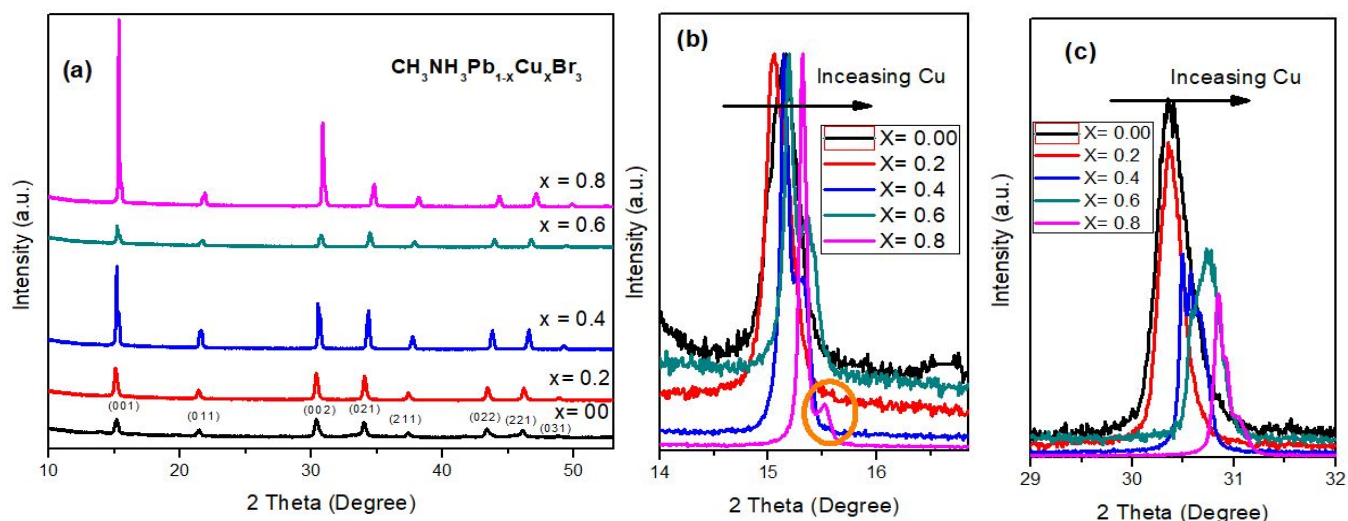 (a)
CH₃NH₃Pb₁₋ₓCuₓBr₃
x = 0.8
x = 0.6
x = 0.4
x = 0.2
x= 00
(001)
(011)
(002)
(021)
(211)
(022)
(221)
(031)
Intensity (a.u.)
10
20
30
40
50
2 Theta (Degree)
(b)
Inceasing Cu
X= 0.00
X= 0.2
X= 0.4
X= 0.6
X= 0.8
Intensity (a.u.)
14
15
16
2 Theta (Degree)
(c)
Inceasing Cu
X= 0.00
X= 0.2
X= 0.4
X= 0.6
X= 0.8
Intensity (a.u.)
29
30
31
32
2 Theta (Degree)